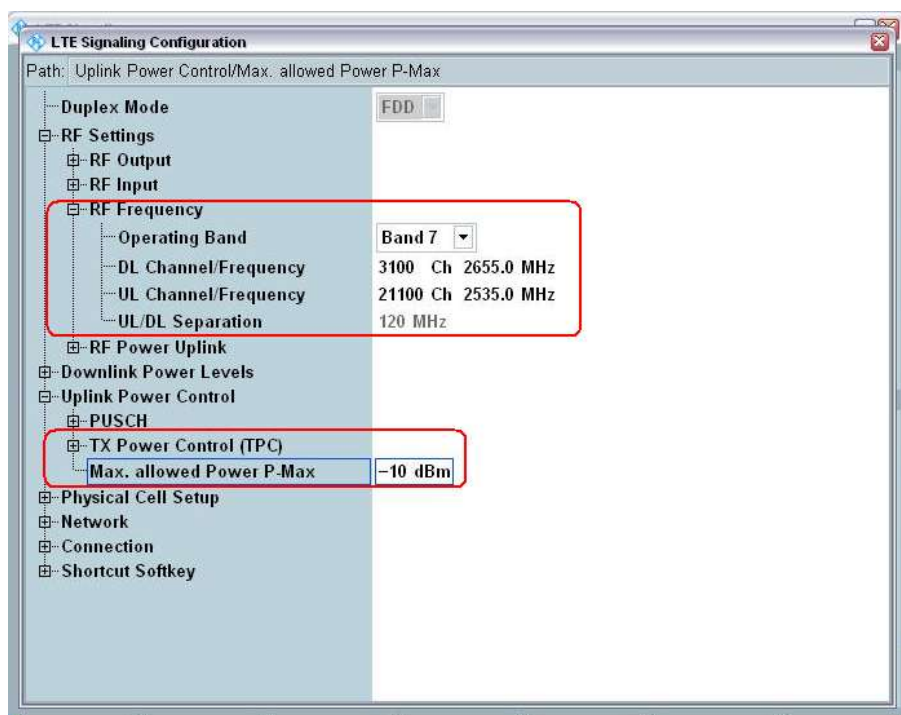 LTE Signaling Configuration
Path: Uplink Power Control/Max. allowed Power P-Max
Duplex Mode FDD
RF Settings
RF Output
RF Input
RF Frequency
Operating Band Band 7
DL Channel/Frequency 3100 Ch 2655.0 MHz
UL Channel/Frequency 21100 Ch 2535.0 MHz
UL/DL Separation 120 MHz
RF Power Uplink
Downlink Power Levels
Uplink Power Control
PUSCH
TX Power Control (TPC)
Max. allowed Power P-Max −10 dBm
Physical Cell Setup
Network
Connection
Shortcut Softkey